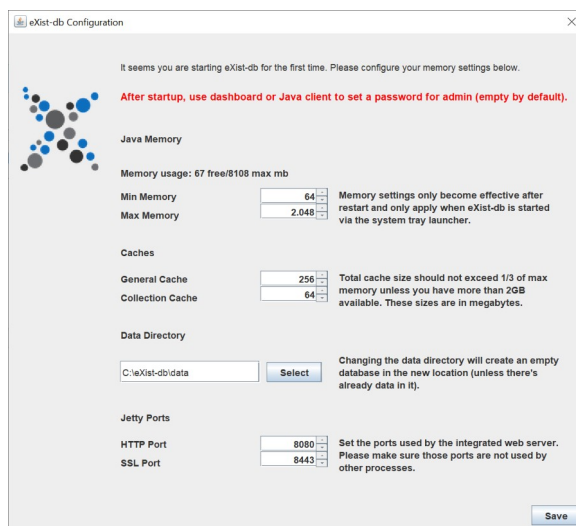 eXist-db Configuration
It seems you are starting eXist-db for the first time. Please configure your memory settings below.
After startup, use dashboard or Java client to set a password for admin (empty by default).
Java Memory
Memory usage: 67 free/8108 max mb
Min Memory
64
Max Memory
2.048
Memory settings only become effective after
restart and only apply when eXist-db is started
via the system tray launcher.
Caches
General Cache
256
Collection Cache
64
Total cache size should not exceed 1/3 of max
memory unless you have more than 2GB
available. These sizes are in megabytes.
Data Directory
C:\eXist-db\data
Select
Changing the data directory will create an empty
database in the new location (unless there's
already data in it).
Jetty Ports
HTTP Port
8080
SSL Port
8443
Set the ports used by the integrated web server.
Please make sure those ports are not used by
other processes.
Save